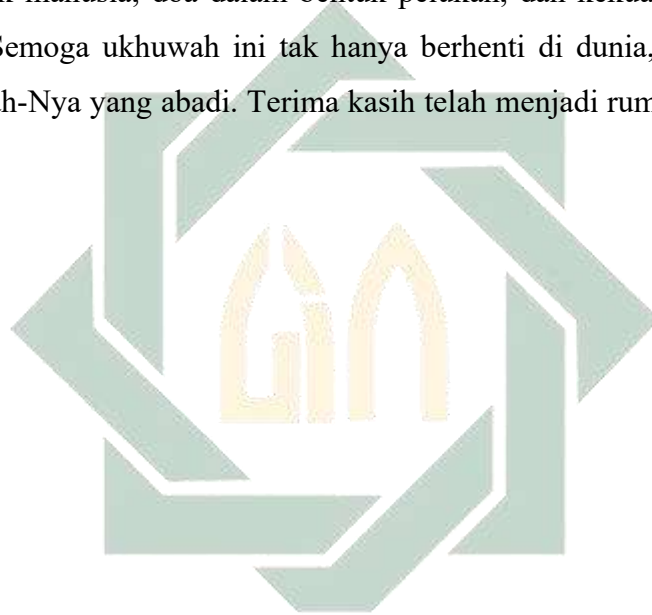 manusia, doa dalam bentuk pelukan, dan
Semoga ukhuwah ini tak hanya berhenti di dunia,
h-Nya yang abadi. Terima kasih telah menjadi rum
UIN